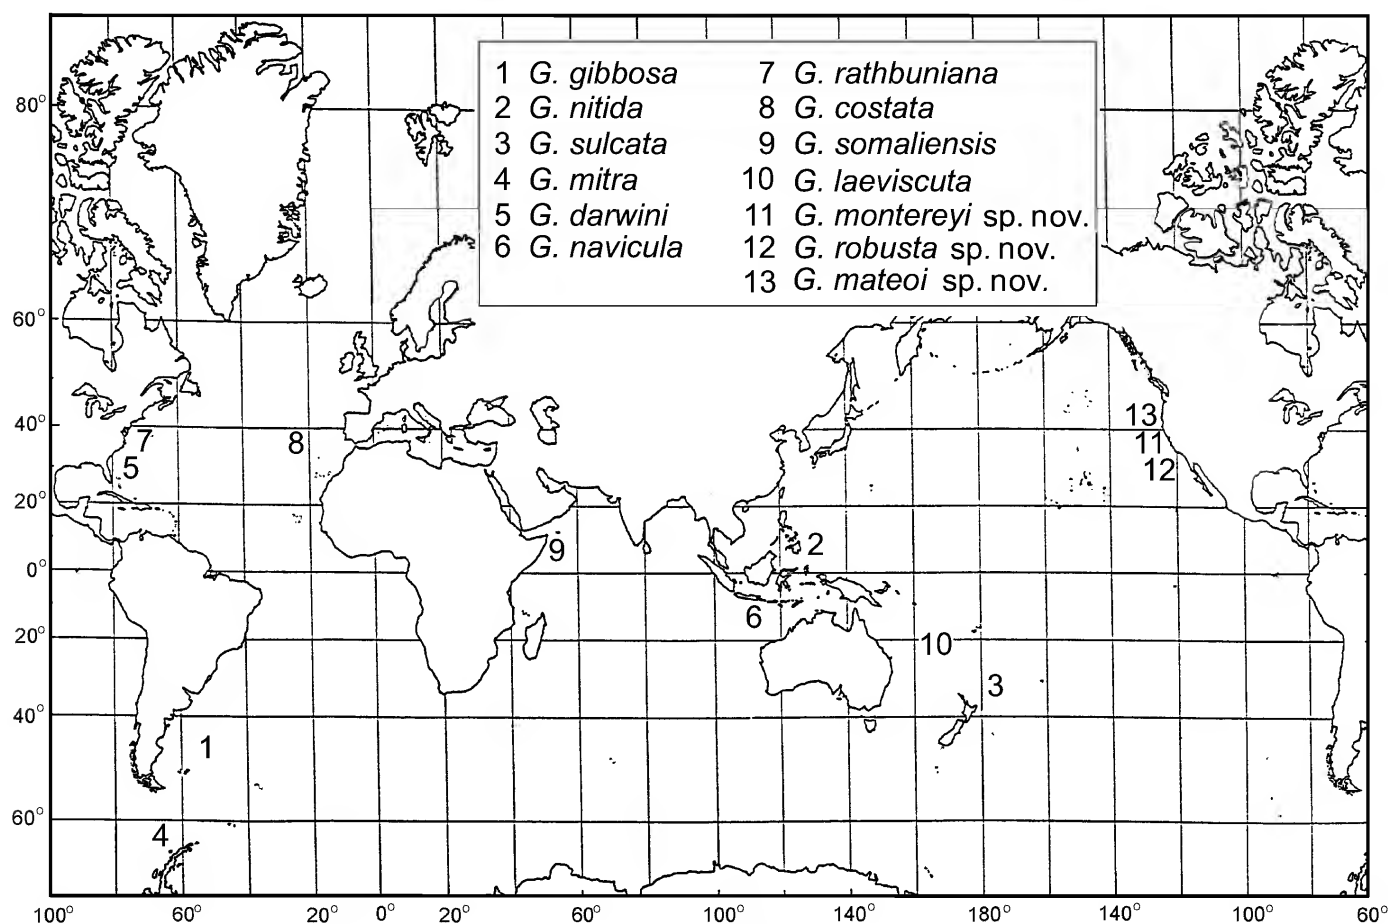 1 G. gibbosa
2 G. nitida
3 G. sulcata
4 G. mitra
5 G. darwini
6 G. navicula
7 G. rathbuniana
8 G. costata
9 G. somaliensis
10 G. laeviscuta
11 G. montereyi sp. nov.
12 G. robusta sp. nov.
13 G. mateoi sp. nov.
80°
60°
40°
20°
0°
20°
40°
60°
13
7
8
11
5
12
2
9
6
10
3
1
4
100° 60° 20° 0° 20° 60° 100° 140° 180° 140° 100° 60°